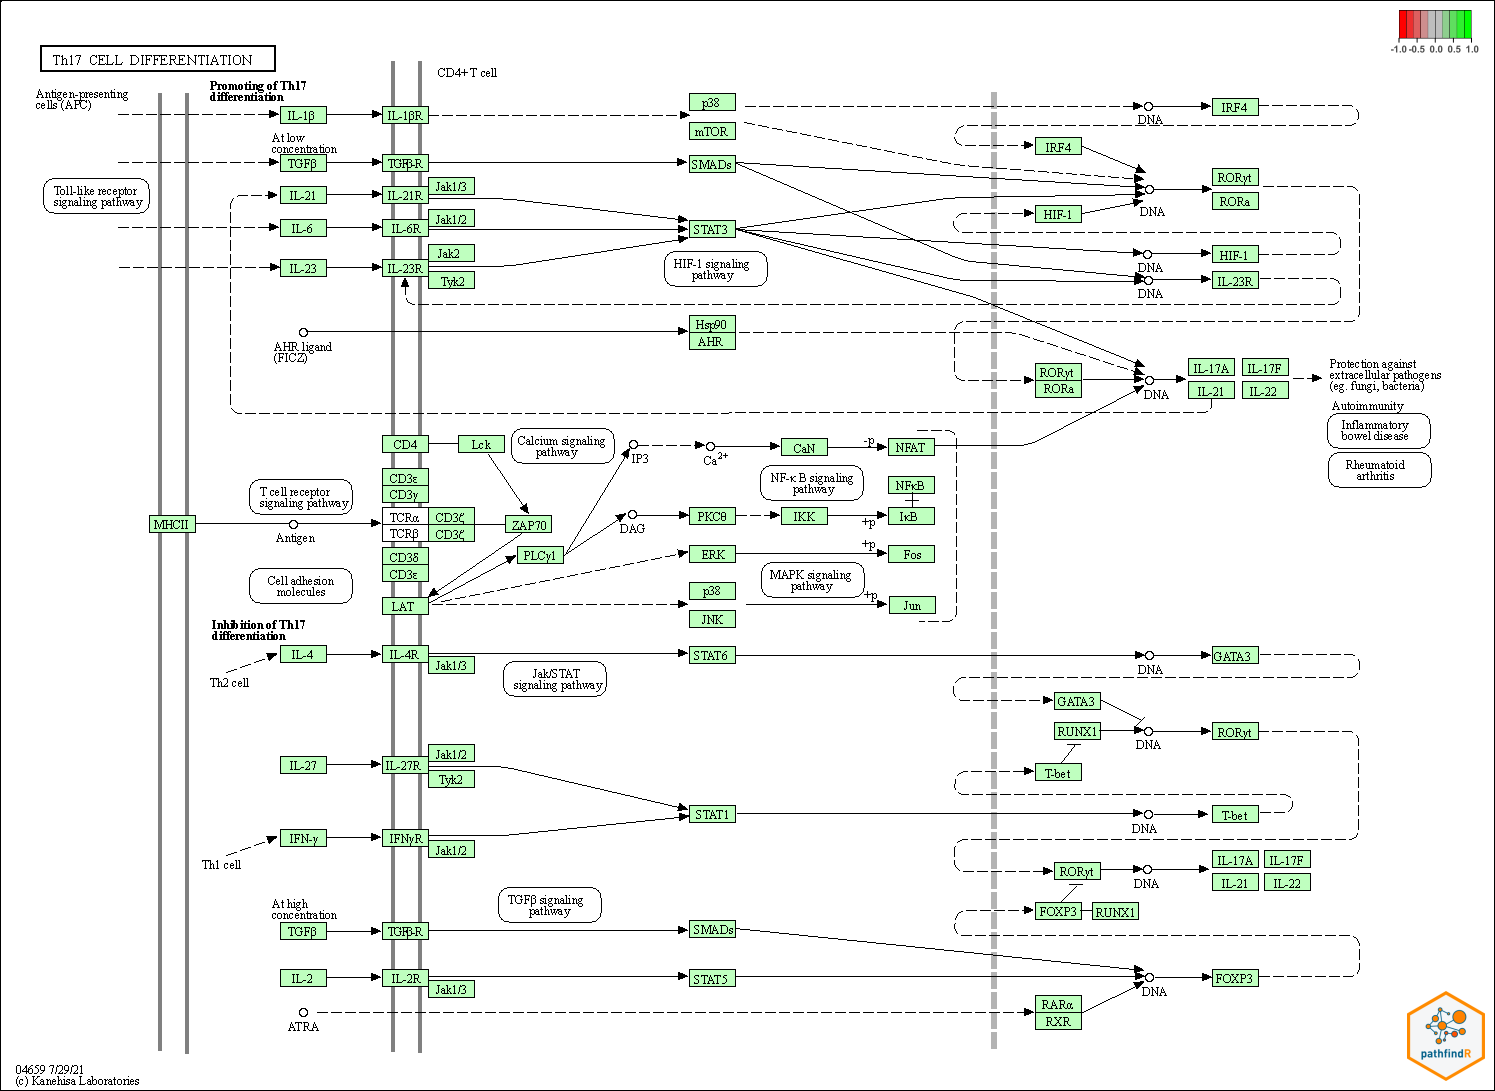 -1.0 -0.5 0.0 0.5 1.0
Th17 CELL DIFFERENTIATION
CD4+ T cell
Antigen-presenting
cells (APC)
Promoting of Th17
differentiation
IL-1β
IL-1βR
p38
mTOR
DNA
IRF4
IRF4
At low
concentration
TGFβ
TGFβ-R
SMADs
RORγt
RORa
DNA
Toll-like receptor
signaling pathway
IL-21
IL-21R
Jak1/3
HIF-1
IL-6
IL-6R
Jak1/2
STAT3
HIF-1
DNA
IL-23
IL-23R
Jak2
Tyk2
HIF-1 signaling
pathway
IL-23R
DNA
AHR ligand
(FICZ)
Hsp90
AHR
RORγt
RORa
DNA
IL-17A
IL-17F
IL-21
IL-22
Protection against
extracellular pathogens
(eg. fungi, bacteria)
Autoimmunity
Inflammatory
bowel disease
Rheumatoid
arthritis
CD4
Lck
Calcium signaling
pathway
IP3
Ca2+
CaN
-p
NFAT
CD3ε
CD3γ
T cell receptor
signaling pathway
NF-κB signaling
pathway
NFκB
MHCII
Antigen
TCRα
CD3ζ
TCRβ
CD3ζ
ZAP70
DAG
PKCθ
IKK
+p
IκB
CD3δ
CD3ε
PLCγ1
ERK
+p
Fos
Cell adhesion
molecules
MAPK signaling
pathway
LAT
p38
JNK
+p
Jun
Inhibition of Th17
differentiation
IL-4
IL-4R
Jak1/3
STAT6
DNA
GATA3
Th2 cell
Jak/STAT
signaling pathway
GATA3
RUNX1
DNA
RORγt
T-bet
IL-27
IL-27R
Jak1/2
Tyk2
STAT1
DNA
T-bet
IFN-γ
IFNγR
Jak1/2
Th1 cell
RORγt
DNA
IL-17A
IL-17F
IL-21
IL-22
TGFβ signaling
pathway
FOXP3
RUNX1
At high
concentration
TGFβ
TGFβ-R
SMADs
IL-2
IL-2R
Jak1/3
STAT5
DNA
FOXP3
ATRA
RARα
RXR
pathfindR
04659 7/29/21
(c) Kanehisa Laboratories